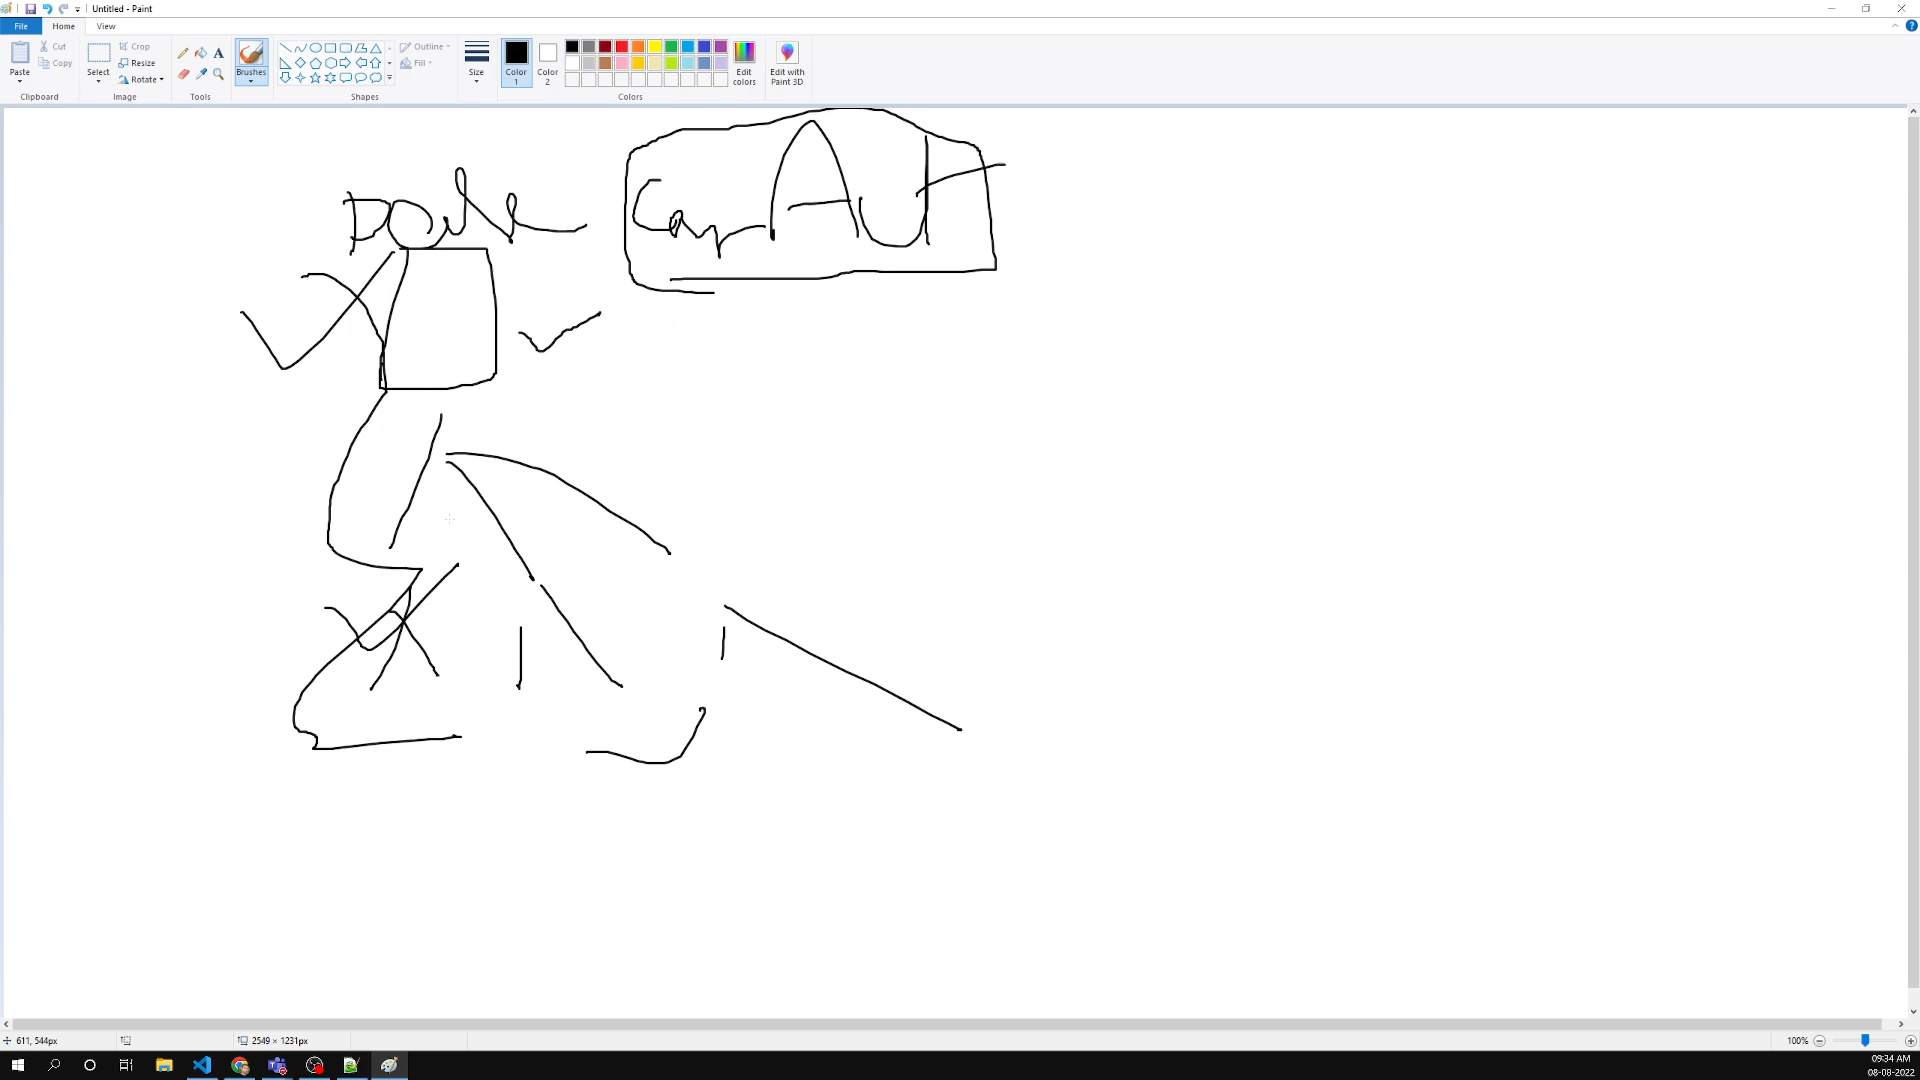 Untitled - Paint
File Home View
Paste
Cut
Copy
Clipboard
Select
Crop
Resize
Rotate
Image
Tools
Brushes
Shapes
Outline
Fill
Size
Color 1
Color 2
Edit colors
Edit with Paint 3D
Colors
611, 544px
2549 × 1231px
100%
09:34 AM
08-08-2022